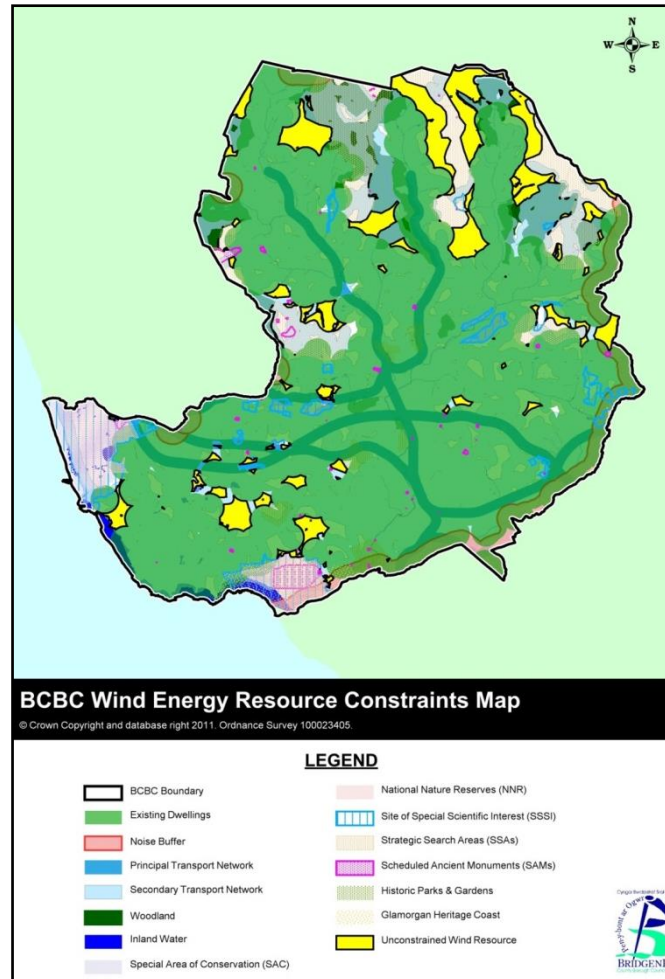 N
W E
S
BCBC Wind Energy Resource Constraints Map
© Crown Copyright and database right 2011. Ordnance Survey 100023405.
LEGEND
BCBC Boundary
Existing Dwellings
Noise Buffer
Principal Transport Network
Secondary Transport Network
Woodland
Inland Water
Special Area of Conservation (SAC)
National Nature Reserves (NNR)
Site of Special Scientific Interest (SSSI)
Strategic Search Areas (SSAs)
Scheduled Ancient Monuments (SAMs)
Historic Parks & Gardens
Glamorgan Heritage Coast
Unconstrained Wind Resource